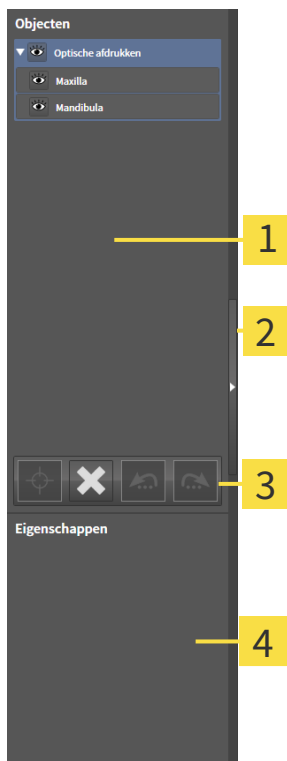 Objecten
Optische afdrukken
Maxilla
Mandibula
1
2
3
Eigenschappen
4